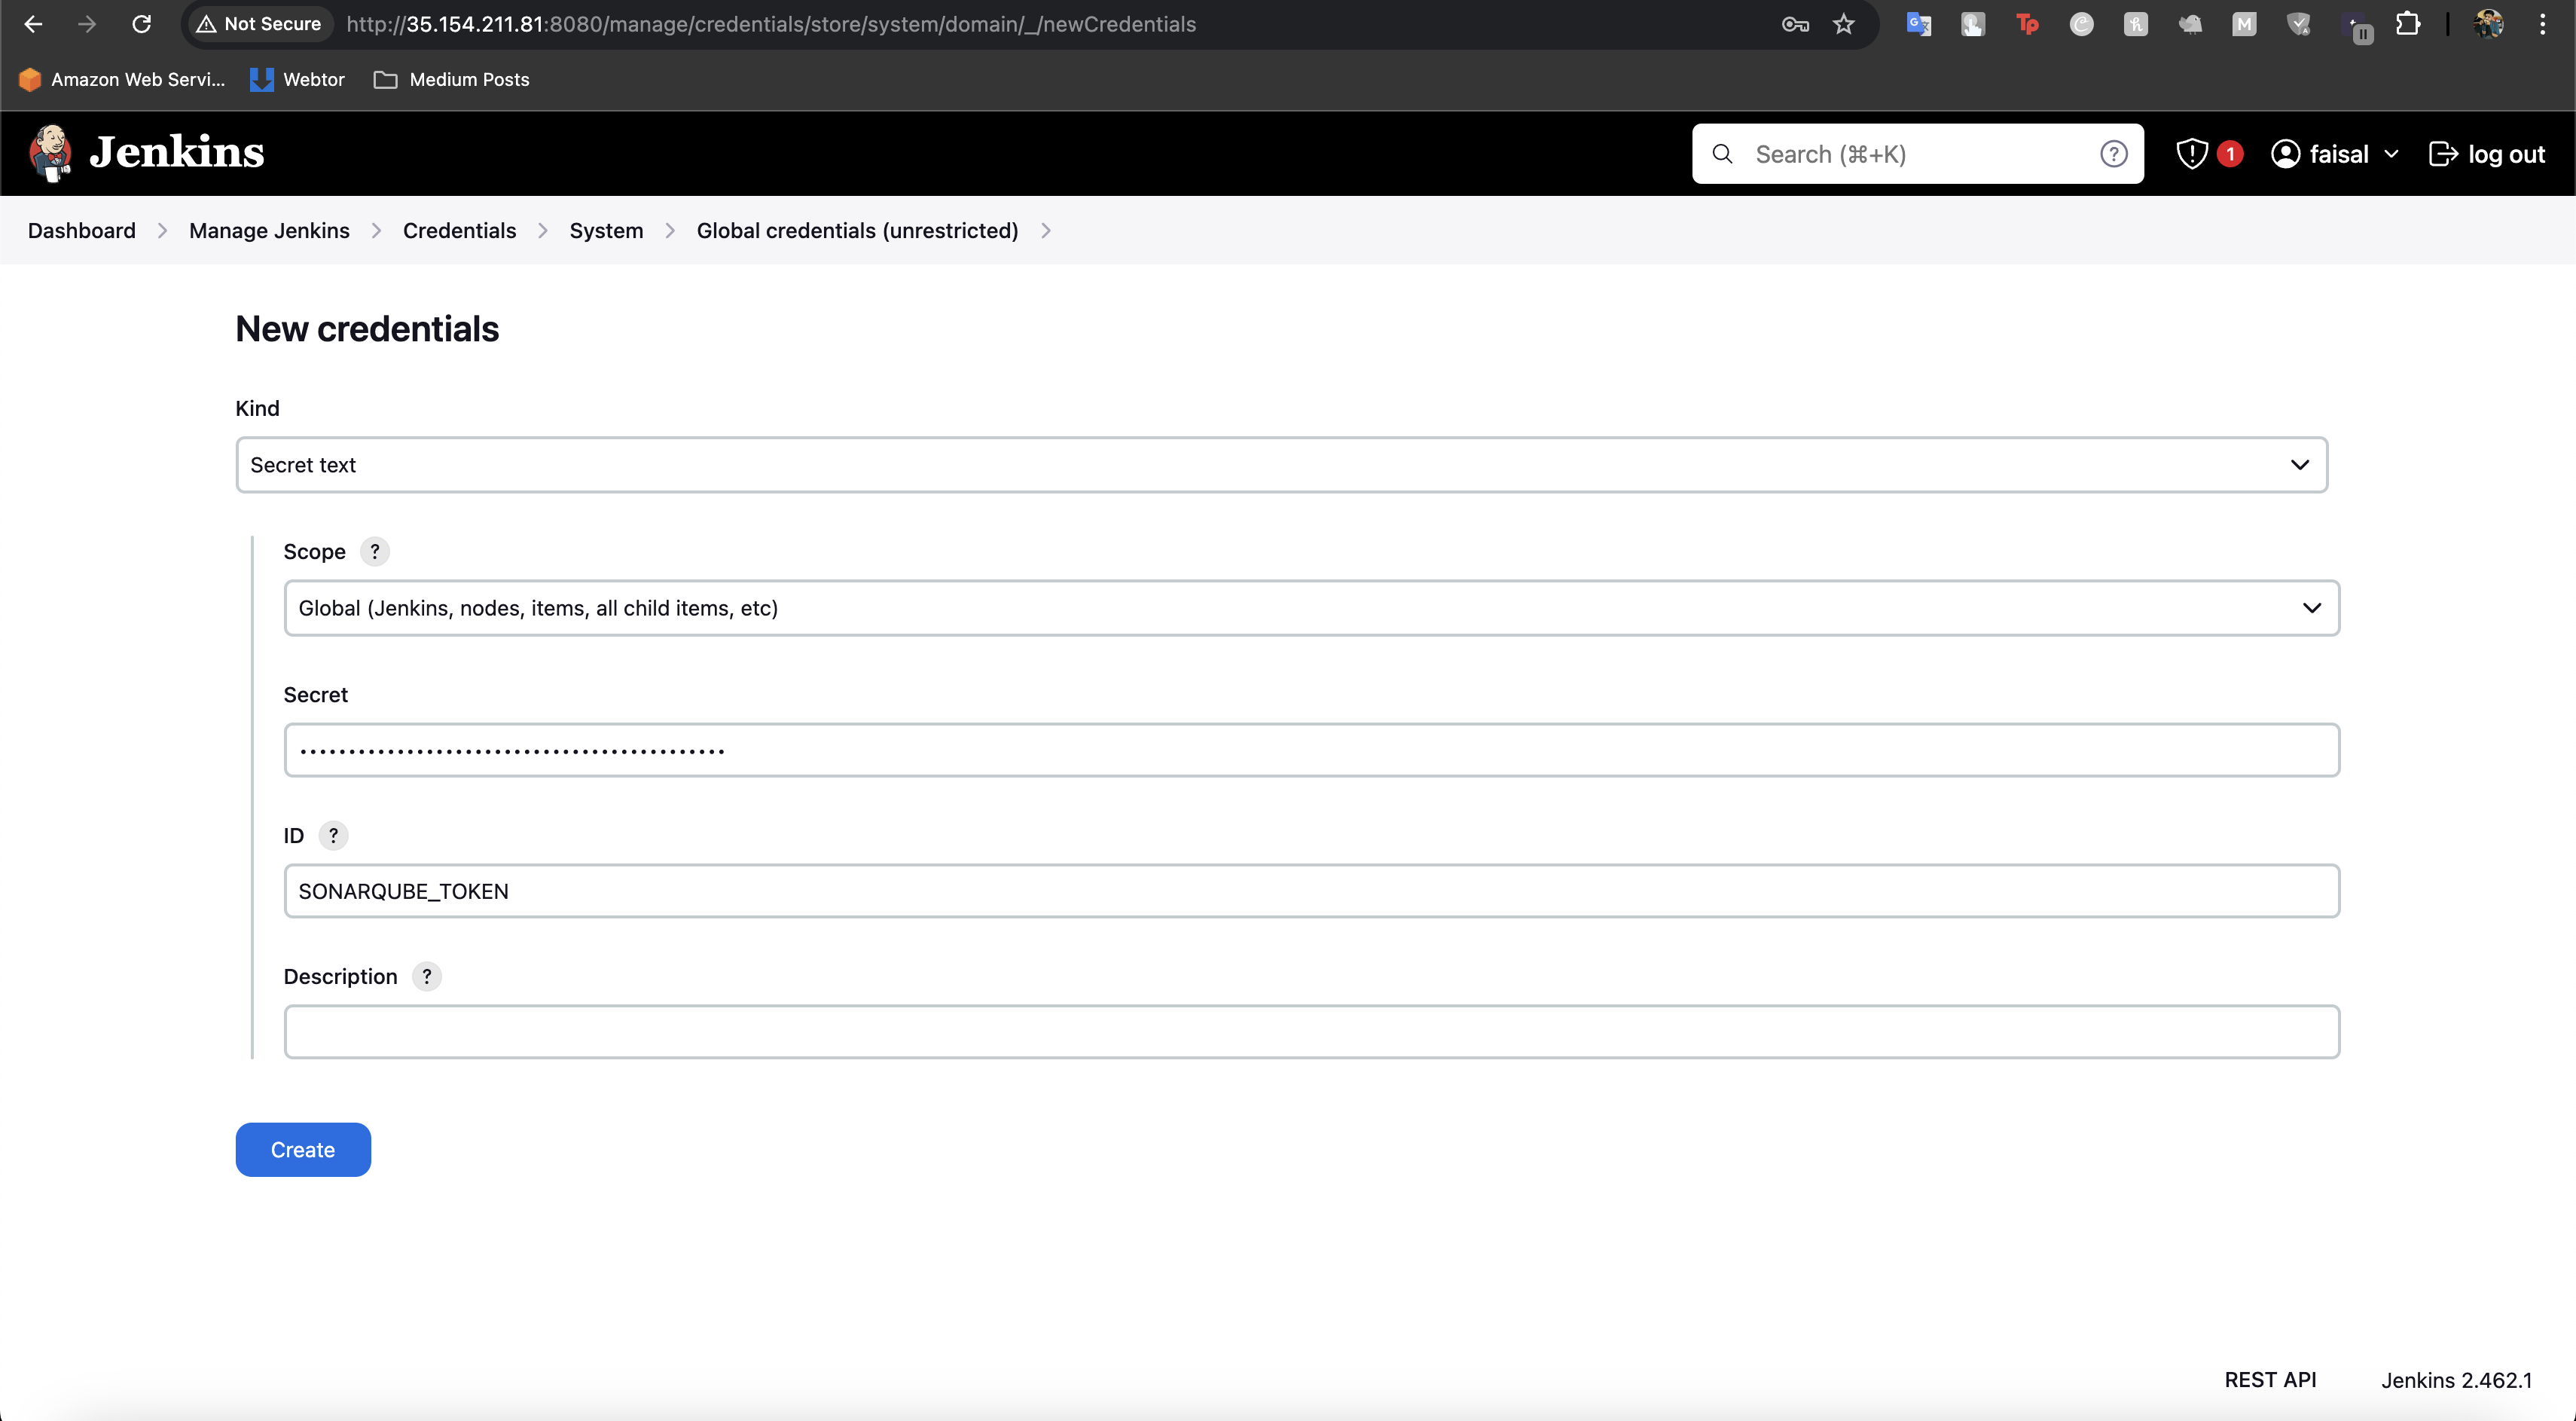 Not Secure http://35.154.211.81:8080/manage/credentials/store/system/domain/_/newCredentials
Amazon Web Servi... Webtor Medium Posts
Jenkins Search (⌘+K) ? 1 faisal log out
Dashboard Manage Jenkins Credentials System Global credentials (unrestricted)
New credentials
Kind
Secret text
Scope ?
Global (Jenkins, nodes, items, all child items, etc)
Secret
••••••••••••••••••••••••••••••••••••••••••••
ID ?
SONARQUBE_TOKEN
Description ?
Create
REST API Jenkins 2.462.1